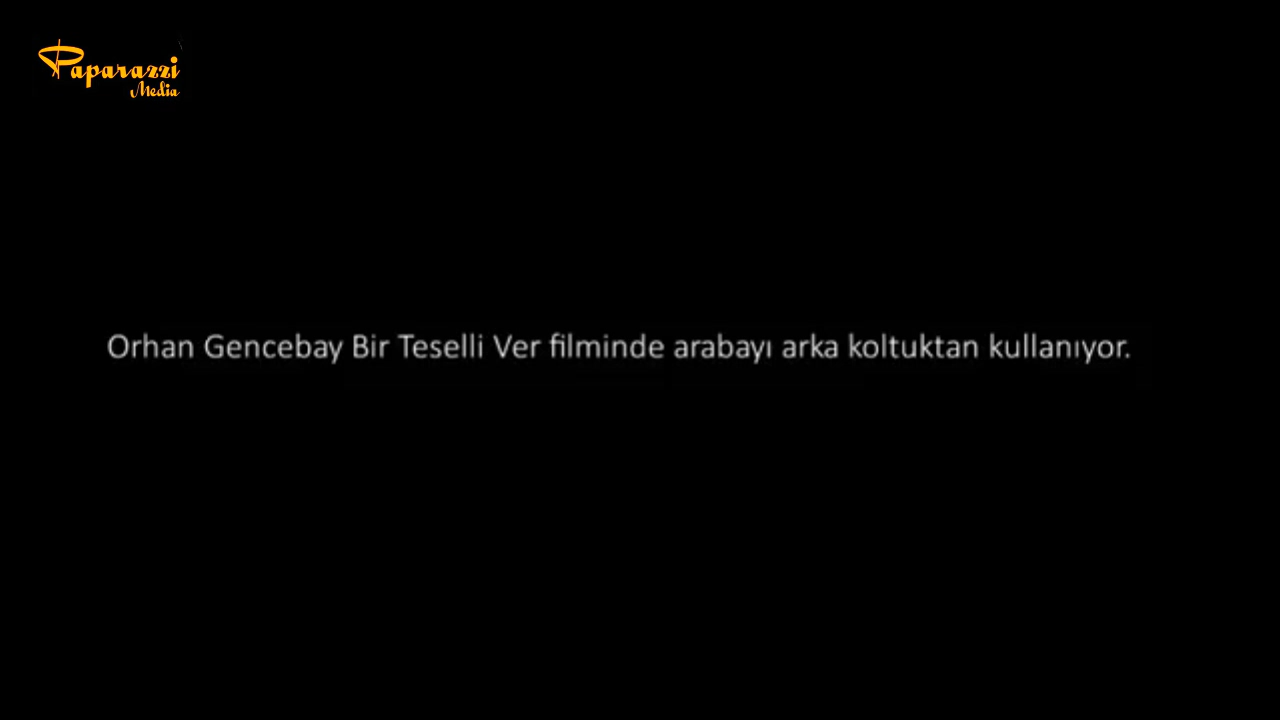 Paparazzi
Media
Orhan Gencebay Bir Teselli Ver filminde arabayı arka koltuktan kullanıyor.